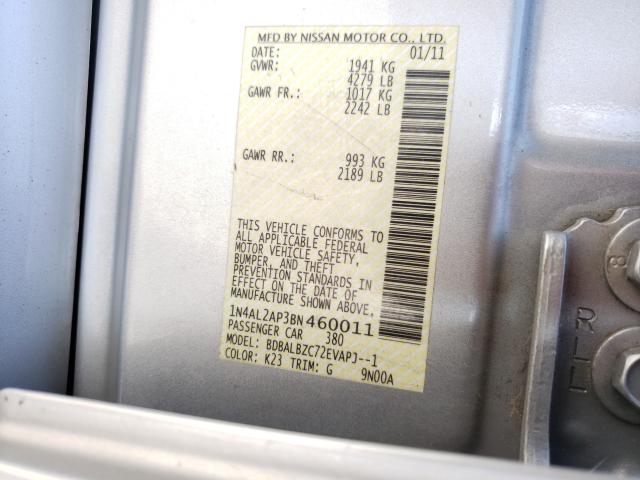 MFD BY NISSAN MOTOR CO., LTD.
DATE: 01/11
GVWR: 1941 KG
4279 LB
GAWR FR.: 1017 KG
2242 LB
GAWR RR.: 993 KG
2189 LB
THIS VEHICLE CONFORMS TO
ALL APPLICABLE FEDERAL
MOTOR VEHICLE SAFETY,
BUMPER, AND THEFT
PREVENTION STANDARDS IN
EFFECT ON THE DATE OF
MANUFACTURE SHOWN ABOVE.
1N4AL2AP3BN460011
PASSENGER CAR 380
MODEL: BDBALBZC72EVAPJ--1
COLOR: K23 TRIM: G 9N00A
8
RLL